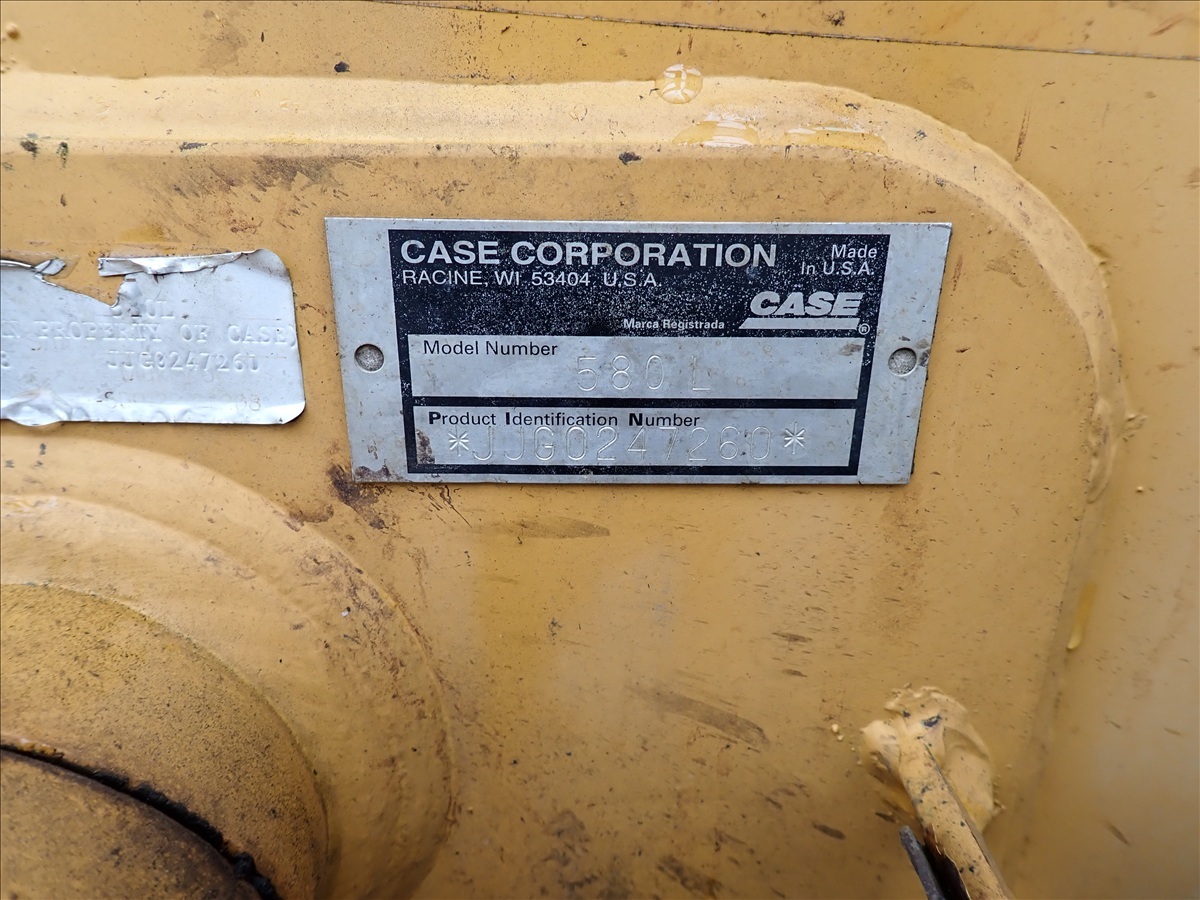 CASE CORPORATION
Made
In U.S.A.
RACINE, WI 53404 U.S.A.
CASE
Marca Registrada
®
Model Number
580 L
Product Identification Number
*JJG0247260*
PROPERTY OF CASE)
JJG0247260